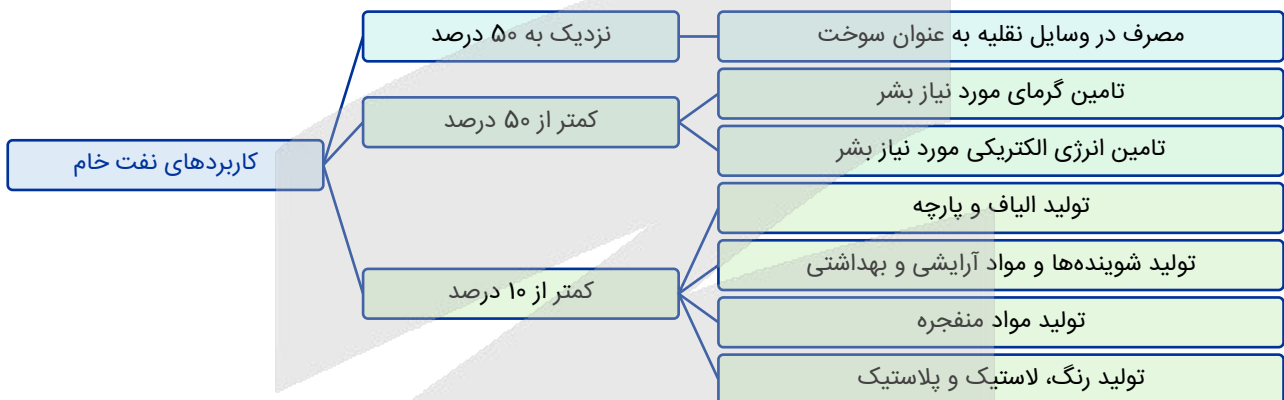 کاربردهای نفت خام
نزدیک به ۵۰ درصد
مصرف در وسایل نقلیه به عنوان سوخت
کمتر از ۵۰ درصد
تامین گرمای مورد نیاز بشر
تامین انرژی الکتریکی مورد نیاز بشر
کمتر از ۱۰ درصد
تولید الیاف و پارچه
تولید شوینده‌ها و مواد آرایشی و بهداشتی
تولید مواد منفجره
تولید رنگ، لاستیک و پلاستیک